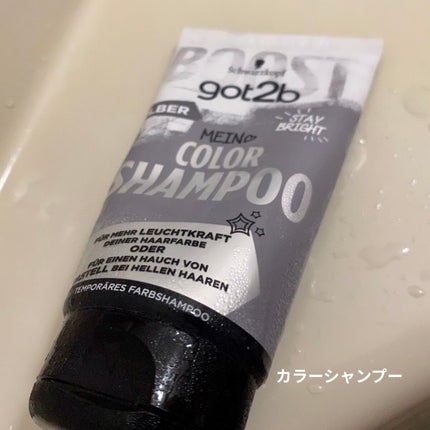 BOOST
Schwarzkopf
got2b
STAY
BRIGHT
MEIN
COLOR
SHAMPOO
FÜR MEHR LEUCHTKRAFT
DEINER HAARFARBE
ODER
FÜR EINEN HAUCH VON
PASTELL BEI HELLEN HAAREN
TEMPORÄRES FARBSHAMPOO
カラーシャンプー